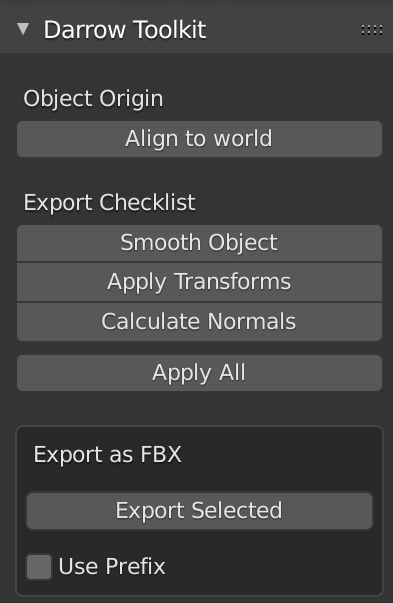 Darrow Toolkit
Object Origin
Align to world
Export Checklist
Smooth Object
Apply Transforms
Calculate Normals
Apply All
Export as FBX
Export Selected
Use Prefix